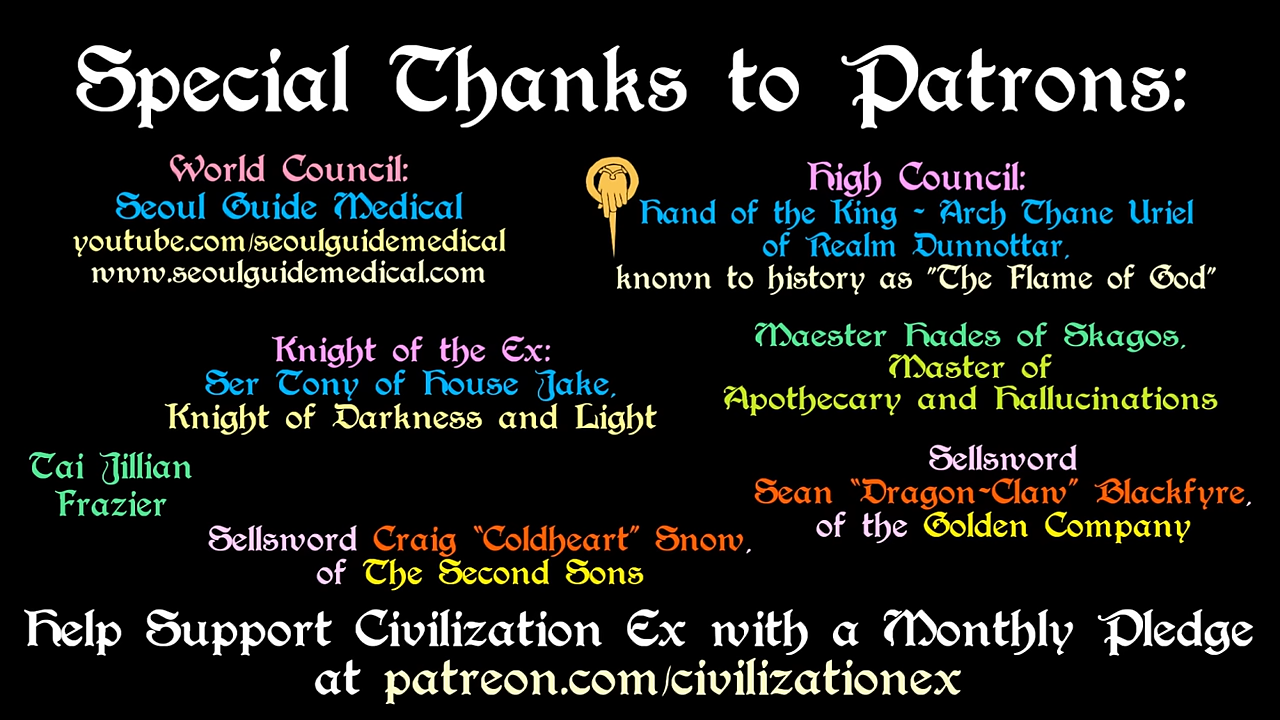 Special Thanks to Patrons:
World Council:
Seoul Guide Medical
youtube.com/seoulguidemedical
www.seoulguidemedical.com
High Council:
Hand of the King - Arch Thane Uriel
of Realm Dunnottar,
known to history as "The Flame of God"
Knight of the Ex:
Ser Tony of House Jake,
Knight of Darkness and Light
Maester Hades of Skagos,
Master of
Apothecary and Hallucinations
Tai Jillian
Frazier
Sellsword
Sean "Dragon-Claw" Blackfyre,
of the Golden Company
Sellsword Craig "Coldheart" Snow,
of The Second Sons
Help Support Civilization Ex with a Monthly Pledge
at patreon.com/civilizationex